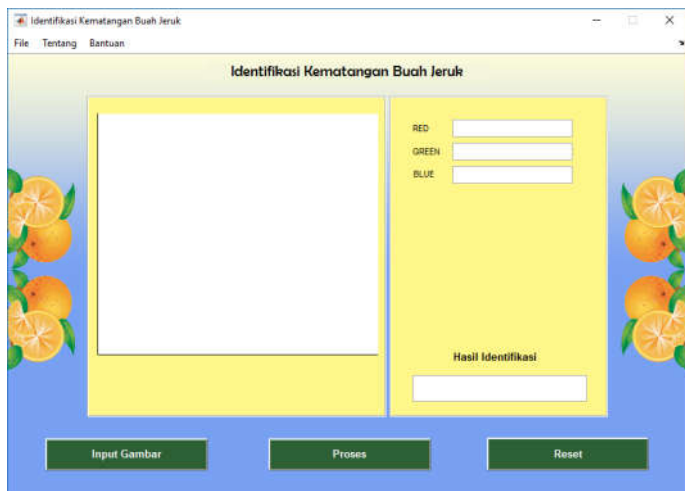 Identifikasi Kematangan Buah Jeruk
File Tentang Bantuan
Identifikasi Kematangan Buah Jeruk
RED
GREEN
BLUE
Hasil Identifikasi
Input Gambar Proses Reset